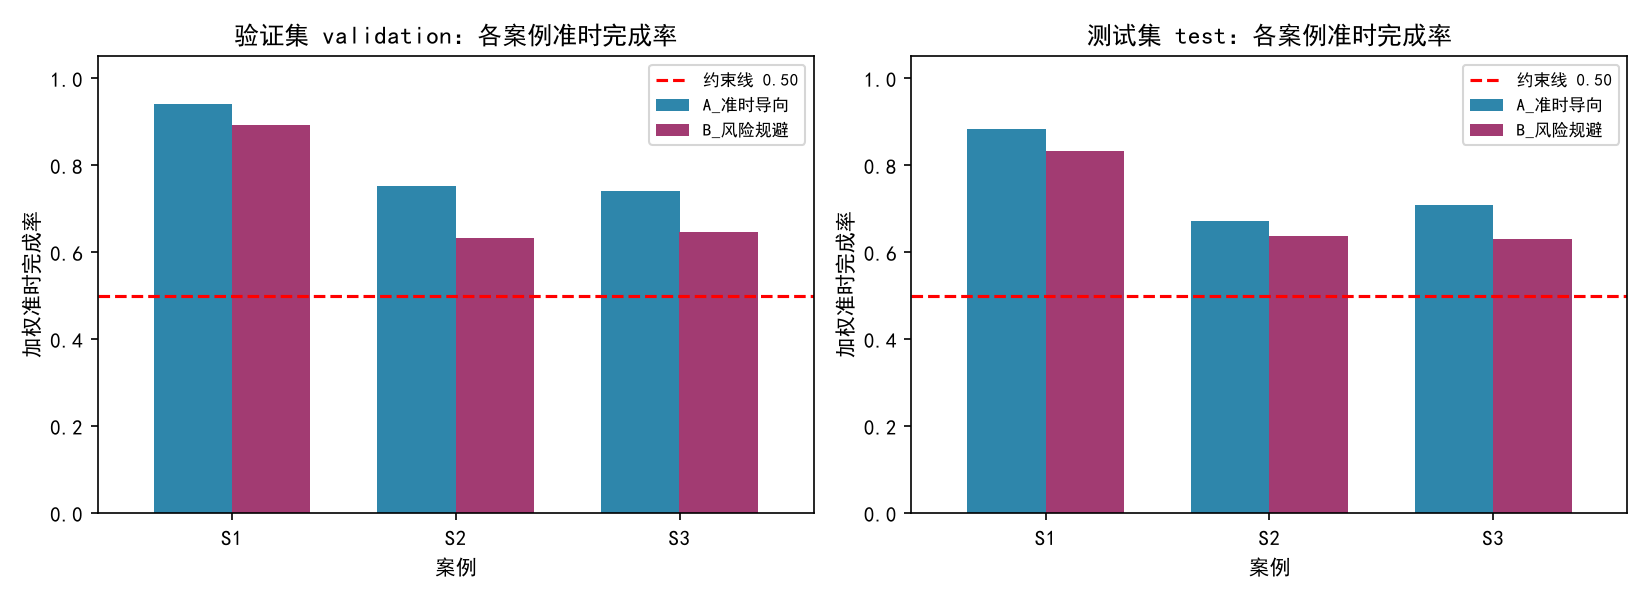 验证集 validation: 各案例准时完成率
加权准时完成率
1.0
0.8
0.6
0.4
0.2
0.0
约束线 0.50
A_准时导向
B_风险规避
S1
S2
S3
案例
测试集 test: 各案例准时完成率
加权准时完成率
1.0
0.8
0.6
0.4
0.2
0.0
约束线 0.50
A_准时导向
B_风险规避
S1
S2
S3
案例